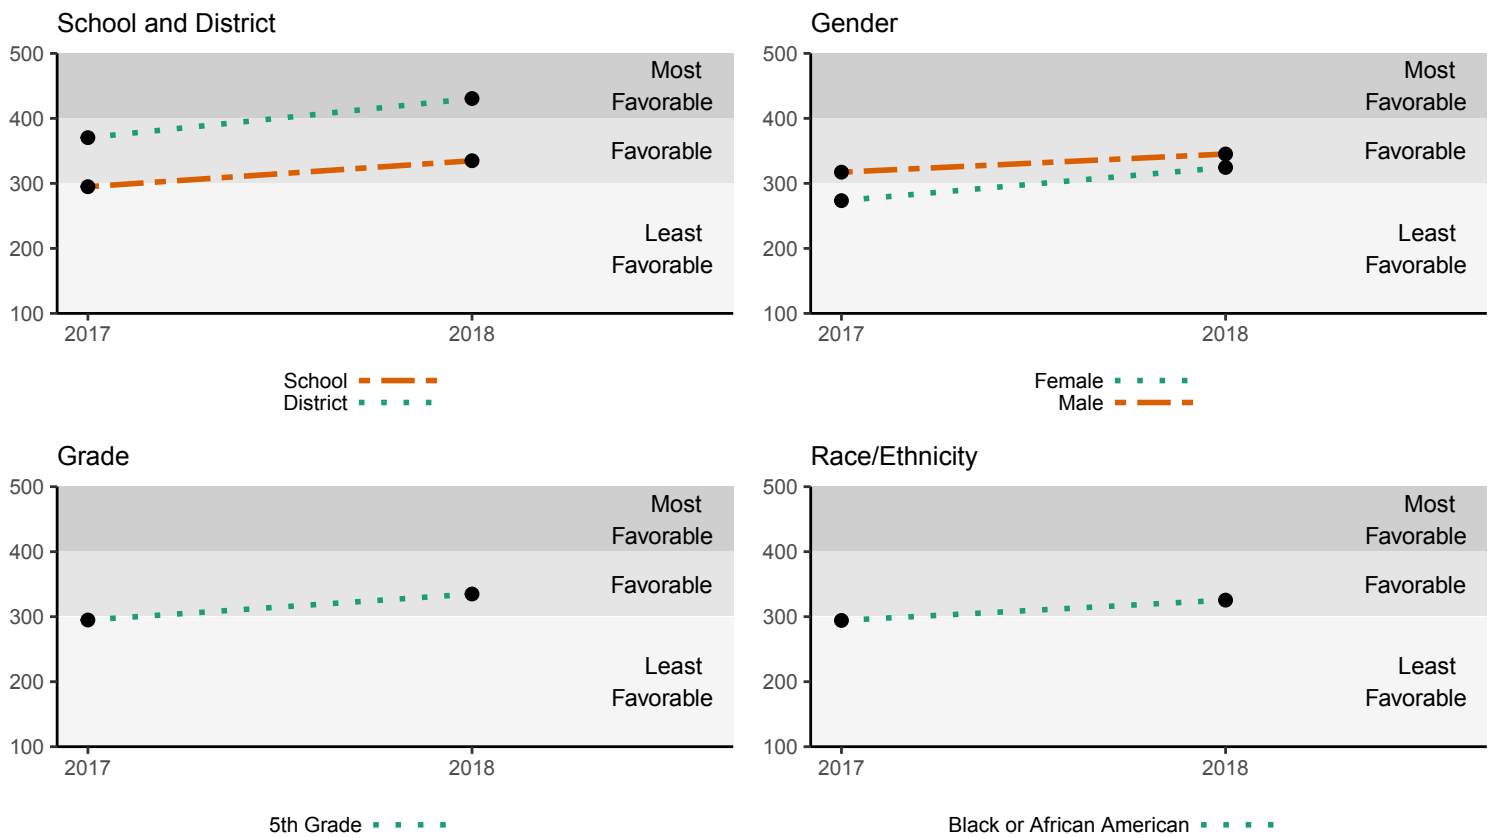 School and District
500
400
300
200
100
Most
Favorable
Favorable
Least
Favorable
2017 2018
School
District
Gender
500
400
300
200
100
Most
Favorable
Favorable
Least
Favorable
2017 2018
Female
Male
Grade
500
400
300
200
100
Most
Favorable
Favorable
Least
Favorable
2017 2018
5th Grade
Race/Ethnicity
500
400
300
200
100
Most
Favorable
Favorable
Least
Favorable
2017 2018
Black or African American